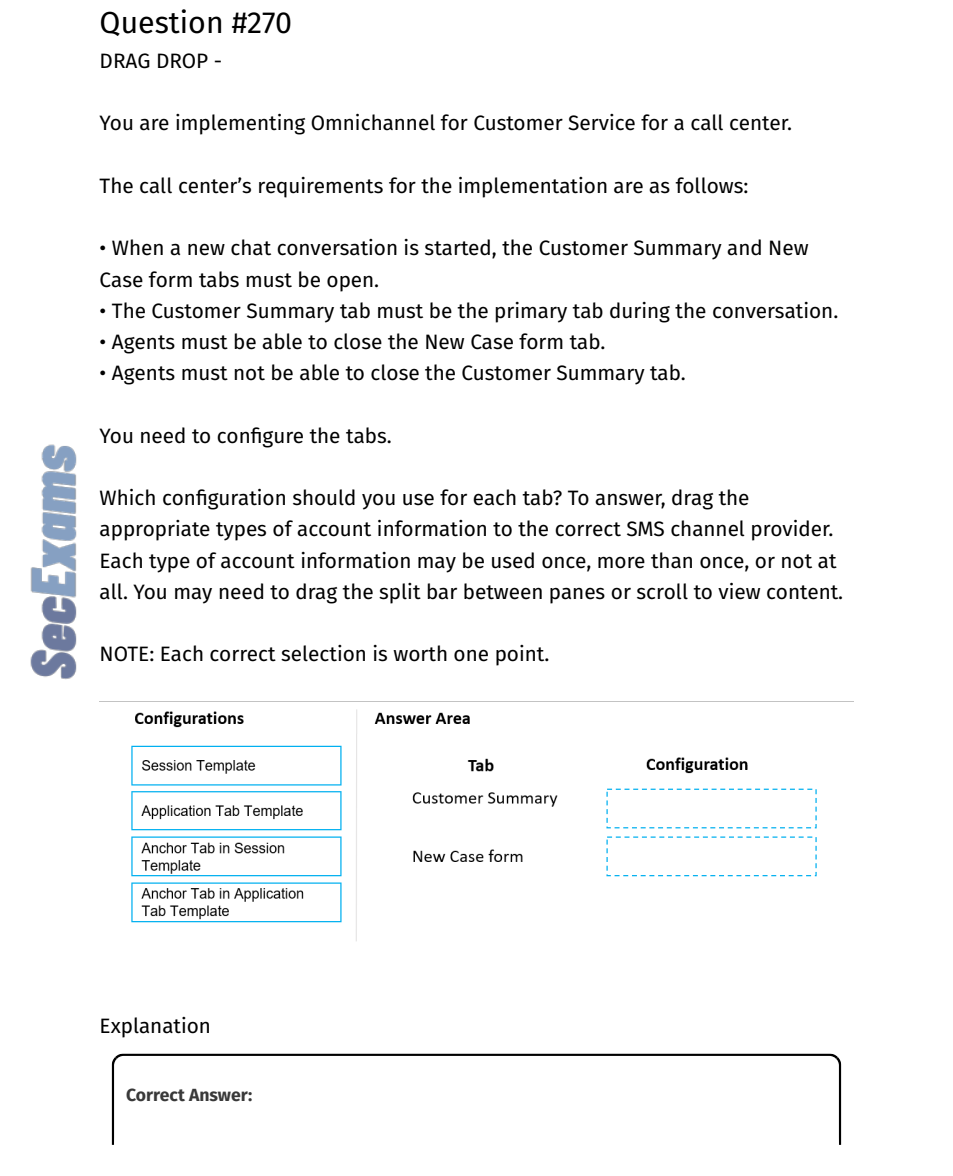 Question #270
DRAG DROP -
You are implementing Omnichannel for Customer Service for a call center.
The call center’s requirements for the implementation are as follows:
• When a new chat conversation is started, the Customer Summary and New
Case form tabs must be open.
• The Customer Summary tab must be the primary tab during the conversation.
• Agents must be able to close the New Case form tab.
• Agents must not be able to close the Customer Summary tab.
You need to configure the tabs.
Which configuration should you use for each tab? To answer, drag the
appropriate types of account information to the correct SMS channel provider.
Each type of account information may be used once, more than once, or not at
all. You may need to drag the split bar between panes or scroll to view content.
NOTE: Each correct selection is worth one point.
SecExams
Configurations
Session Template
Application Tab Template
Anchor Tab in Session
Template
Anchor Tab in Application
Tab Template
Answer Area
Tab Configuration
Customer Summary
New Case form
Explanation
Correct Answer: